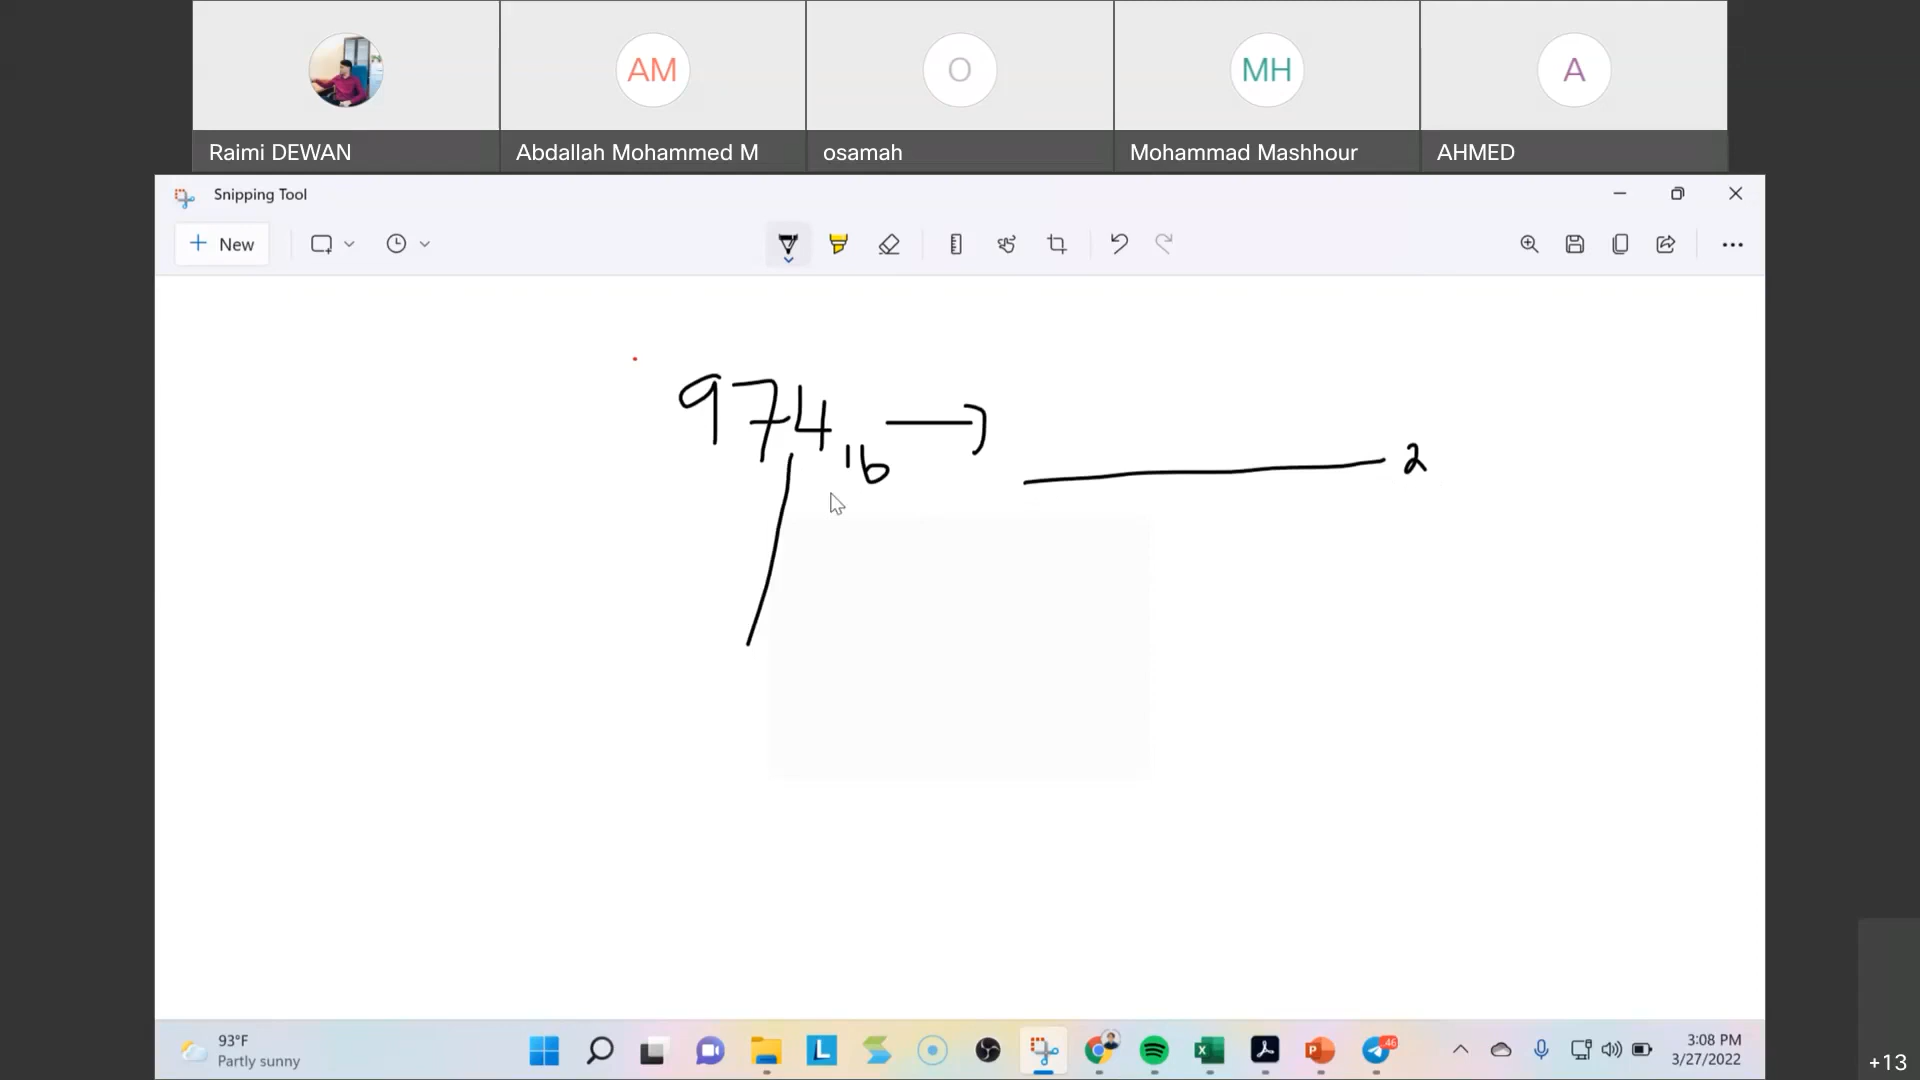 AM
O
MH
A
Raimi DEWAN
Abdallah Mohammed M
osamah
Mohammad Mashhour
AHMED
Snipping Tool
New
974 16
2
93°F
Partly sunny
L
46
3:08 PM
3/27/2022
+13